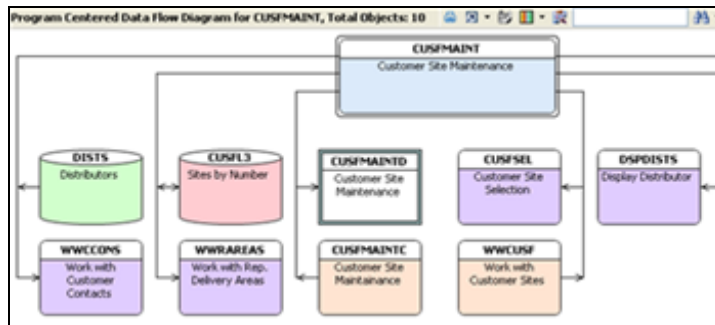 Program Centered Data Flow Diagram for CUSFMAINT, Total Objects: 10
CUSFMAINT
Customer Site Maintenance
DISTS
Distributors
CUSFL3
Sites by Number
CUSFMAINTD
Customer Site
Maintenance
CUSFSEL
Customer Site
Selection
DSPDISTS
Display Distributor
WWCCONS
Work with
Customer
Contacts
WWRAREAS
Work with Rep.
Delivery Areas
CUSFMAINTC
Customer Site
Maintainance
WWCUSF
Work with
Customer Sites